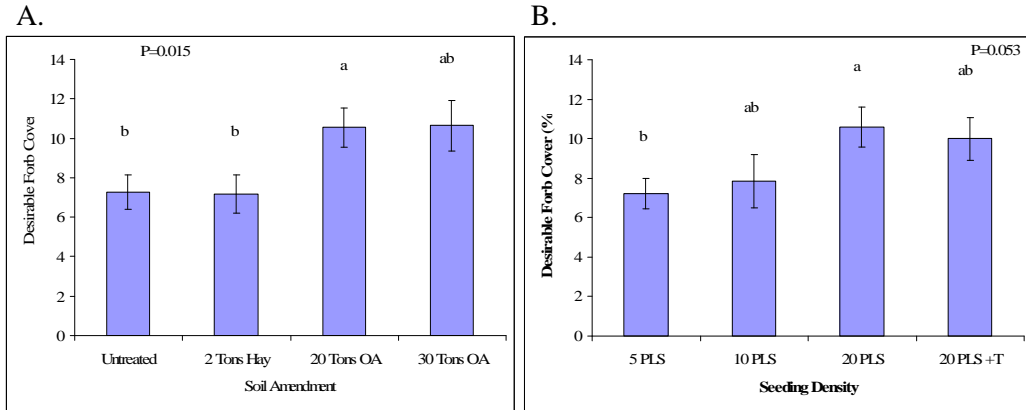 A.
P=0.015
14
12
10
8
6
4
2
0
Desirable Forb Cover
b
b
a
ab
Untreated
2 Tons Hay
20 Tons OA
30 Tons OA
Soil Amendment
B.
P=0.053
14
12
10
8
6
4
2
0
Desirable Forb Cover (%
b
ab
a
ab
5 PLS
10 PLS
20 PLS
20 PLS +T
Seeding Density